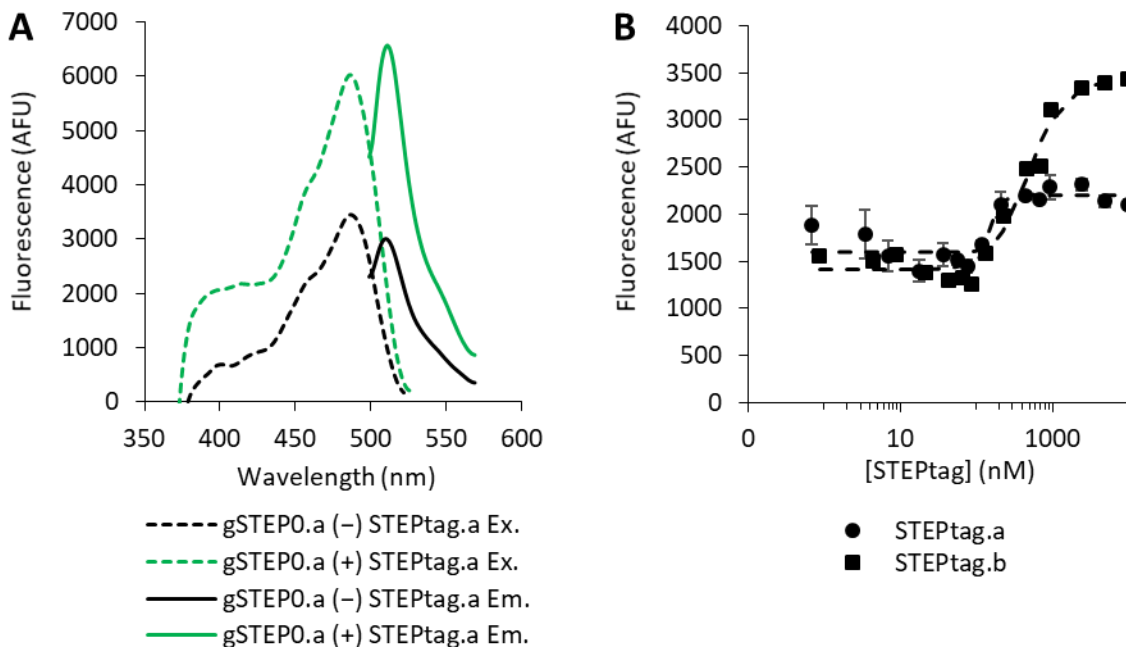 A
Fluorescence (AFU)
7000
6000
5000
4000
3000
2000
1000
0
350 400 450 500 550 600
Wavelength (nm)
gSTEP0.a (−) STEPtag.a Ex.
gSTEP0.a (+) STEPtag.a Ex.
gSTEP0.a (−) STEPtag.a Em.
gSTEP0.a (+) STEPtag.a Em.
B
Fluorescence (AFU)
4000
3500
3000
2500
2000
1500
1000
500
0
0 10 1000
[STEPtag] (nM)
STEPtag.a
STEPtag.b